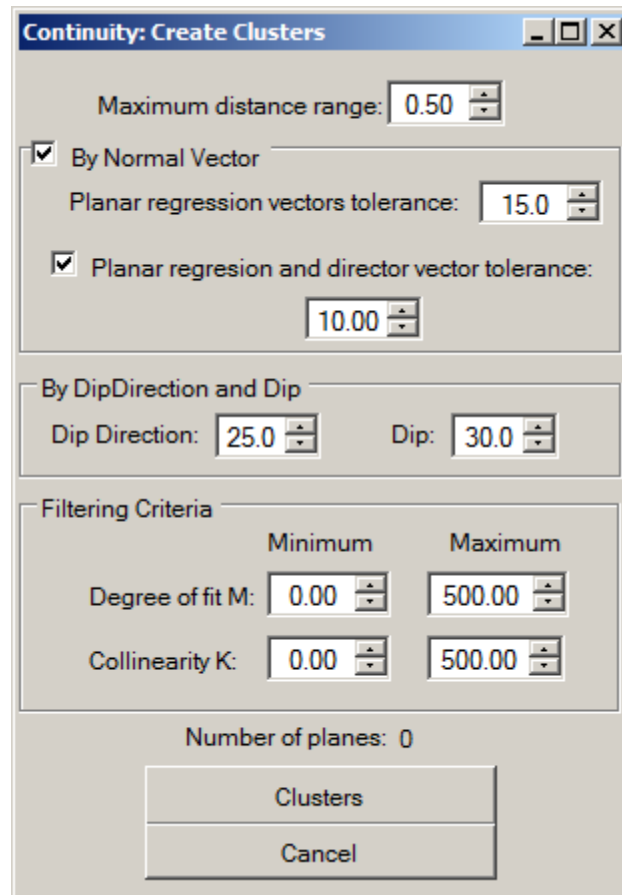 Continuity: Create Clusters
Maximum distance range: 0.50
By Normal Vector
Planar regression vectors tolerance: 15.0
Planar regresion and director vector tolerance:
10.00
By DipDirection and Dip
Dip Direction: 25.0 Dip: 30.0
Filtering Criteria
Minimum Maximum
Degree of fit M: 0.00 500.00
Collinearity K: 0.00 500.00
Number of planes: 0
Clusters
Cancel